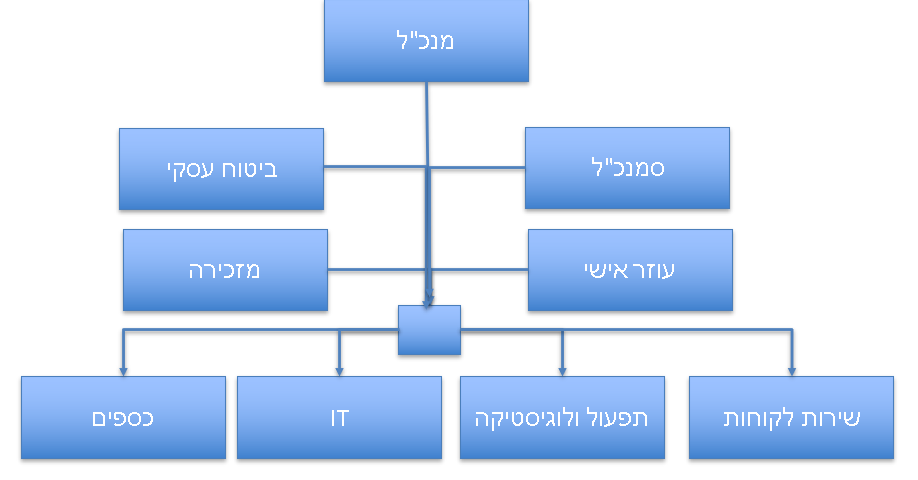 מנכ"ל
סמנכ"ל
ביטוח עסקי
עוזר אישי
מזכירה
שירות לקוחות
תפעול ולוגיסטיקה
IT
כספים